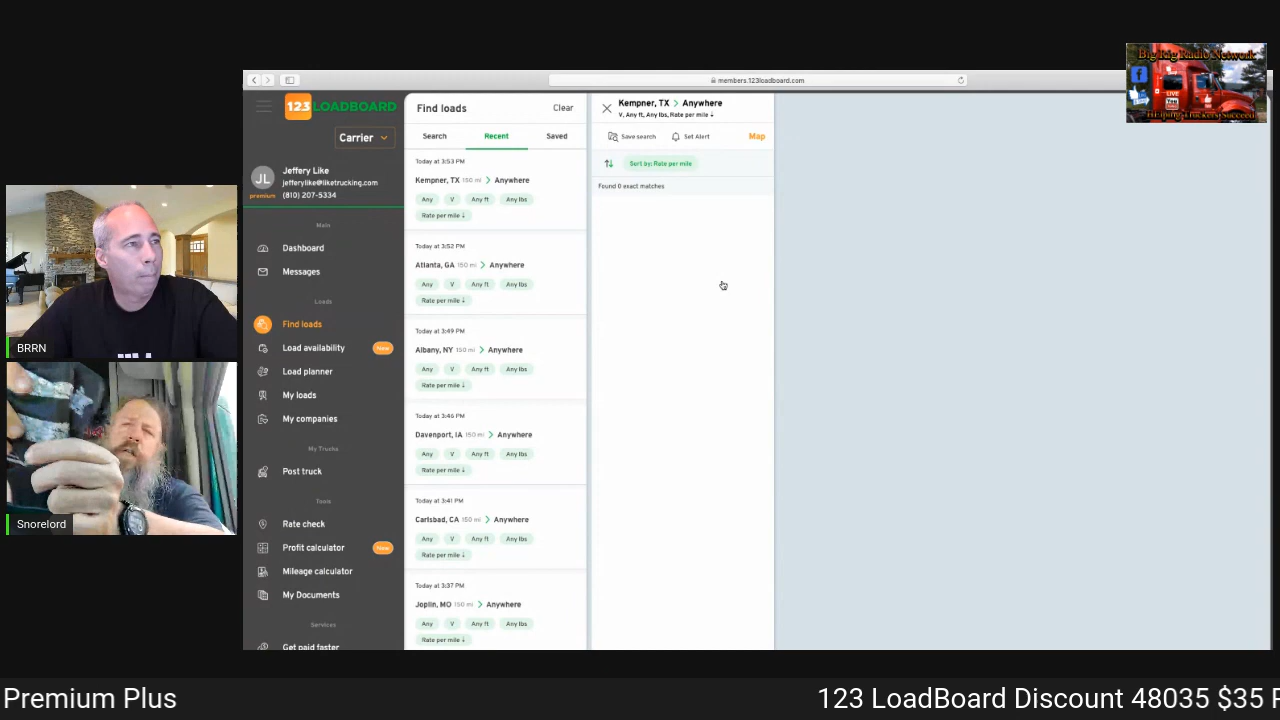 Big Rig Radio Network
LIVE
HElping Truckers Succeed
members.123loadboard.com
123 LOADBOARD
Carrier
JL
premium
Jeffery Like
jefferylike@liketrucking.com
(810) 207-5334
Main
Dashboard
Messages
Loads
Find loads
Load availability New
Load planner
My loads
My companies
My Trucks
Post truck
Tools
Rate check
Profit calculator New
Mileage calculator
My Documents
Services
Get paid faster
Find loads Clear
Search Recent Saved
Today at 3:53 PM
Kempner, TX 150 mi > Anywhere
Any V Any ft Any lbs
Rate per mile ↓
Today at 3:52 PM
Atlanta, GA 150 mi > Anywhere
Any V Any ft Any lbs
Rate per mile ↓
Today at 3:49 PM
Albany, NY 150 mi > Anywhere
Any V Any ft Any lbs
Rate per mile ↓
Today at 3:46 PM
Davenport, IA 150 mi > Anywhere
Any V Any ft Any lbs
Rate per mile ↓
Today at 3:41 PM
Carlsbad, CA 150 mi > Anywhere
Any V Any ft Any lbs
Rate per mile ↓
Today at 3:37 PM
Joplin, MO 150 mi > Anywhere
Any V Any ft Any lbs
Rate per mile ↓
Kempner, TX > Anywhere
V, Any ft, Any lbs, Rate per mile ↓
Save search Set Alert Map
Sort by: Rate per mile
Found 0 exact matches
BRRN
Snorelord
Premium Plus
123 LoadBoard Discount 48035 $35